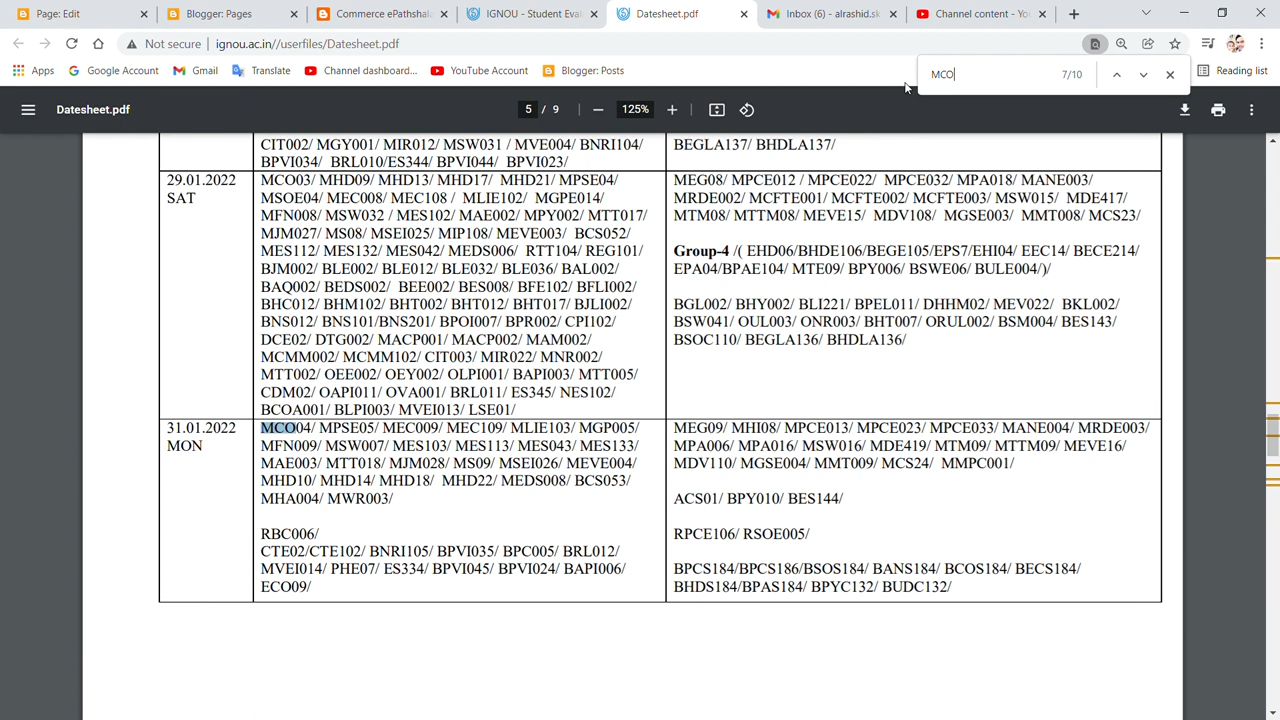 Page: Edit
Blogger: Pages
Commerce ePathshal
IGNOU - Student Eva
Datesheet.pdf
Inbox (6) - alrashid.sk
Channel content - Yo
Not secure
ignou.ac.in//userfiles/Datesheet.pdf
Apps
Google Account
Gmail
Translate
Channel dashboard...
YouTube Account
Blogger: Posts
MCO
7/10
Reading list
Datesheet.pdf
5 / 9
125%
CIT002/ MGY001/ MIR012/ MSW031 / MVE004/ BNRI104/
BPVI034/ BRL010/ES344/ BPVI044/ BPVI023/
BEGLA137/ BHDLA137/
29.01.2022
SAT
MCO03/ MHD09/ MHD13/ MHD17/ MHD21/ MPSE04/
MSOE04/ MEC008/ MEC108 / MLIE102/ MGPE014/
MFN008/ MSW032 / MES102/ MAE002/ MPY002/ MTT017/
MJM027/ MS08/ MSEI025/ MIP108/ MEVE003/ BCS052/
MES112/ MES132/ MES042/ MEDS006/ RTT104/ REG101/
BJM002/ BLE002/ BLE012/ BLE032/ BLE036/ BAL002/
BAQ002/ BEDS002/ BEE002/ BES008/ BFE102/ BFLI002/
BHC012/ BHM102/ BHT002/ BHT012/ BHT017/ BJLI002/
BNS012/ BNS101/BNS201/ BPOI007/ BPR002/ CPI102/
DCE02/ DTG002/ MACP001/ MACP002/ MAM002/
MCMM002/ MCMM102/ CIT003/ MIR022/ MNR002/
MTT002/ OEE002/ OEY002/ OLPI001/ BAPI003/ MTT005/
CDM02/ OAPI011/ OVA001/ BRL011/ ES345/ NES102/
BCOA001/ BLPI003/ MVEI013/ LSE01/
MEG08/ MPCE012 / MPCE022/ MPCE032/ MPA018/ MANE003/
MRDE002/ MCFTE001/ MCFTE002/ MCFTE003/ MSW015/ MDE417/
MTM08/ MTTM08/ MEVE15/ MDV108/ MGSE003/ MMT008/ MCS23/
Group-4 /( EHD06/BHDE106/BEGE105/EPS7/EHI04/ EEC14/ BECE214/
EPA04/BPAE104/ MTE09/ BPY006/ BSWE06/ BULE004/)/
BGL002/ BHY002/ BLI221/ BPEL011/ DHHM02/ MEV022/ BKL002/
BSW041/ OUL003/ ONR003/ BHT007/ ORUL002/ BSM004/ BES143/
BSOC110/ BEGLA136/ BHDLA136/
31.01.2022
MON
MCO04/ MPSE05/ MEC009/ MEC109/ MLIE103/ MGP005/
MFN009/ MSW007/ MES103/ MES113/ MES043/ MES133/
MAE003/ MTT018/ MJM028/ MS09/ MSEI026/ MEVE004/
MHD10/ MHD14/ MHD18/ MHD22/ MEDS008/ BCS053/
MHA004/ MWR003/
RBC006/
CTE02/CTE102/ BNRI105/ BPVI035/ BPC005/ BRL012/
MVEI014/ PHE07/ ES334/ BPVI045/ BPVI024/ BAPI006/
ECO09/
MEG09/ MHI08/ MPCE013/ MPCE023/ MPCE033/ MANE004/ MRDE003/
MPA006/ MPA016/ MSW016/ MDE419/ MTM09/ MTTM09/ MEVE16/
MDV110/ MGSE004/ MMT009/ MCS24/ MMPC001/
ACS01/ BPY010/ BES144/
RPCE106/ RSOE005/
BPCS184/BPCS186/BSOS184/ BANS184/ BCOS184/ BECS184/
BHDS184/BPAS184/ BPYC132/ BUDC132/